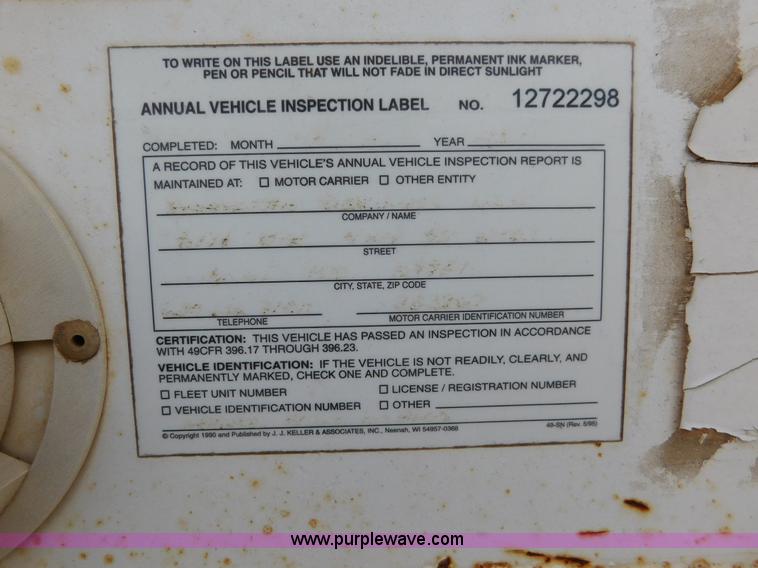 TO WRITE ON THIS LABEL USE AN INDELIBLE, PERMANENT INK MARKER,
PEN OR PENCIL THAT WILL NOT FADE IN DIRECT SUNLIGHT
ANNUAL VEHICLE INSPECTION LABEL NO. 12722298
COMPLETED: MONTH YEAR
A RECORD OF THIS VEHICLE'S ANNUAL VEHICLE INSPECTION REPORT IS
MAINTAINED AT: MOTOR CARRIER OTHER ENTITY
COMPANY / NAME
STREET
CITY, STATE, ZIP CODE
TELEPHONE MOTOR CARRIER IDENTIFICATION NUMBER
CERTIFICATION: THIS VEHICLE HAS PASSED AN INSPECTION IN ACCORDANCE
WITH 49CFR 396.17 THROUGH 396.23.
VEHICLE IDENTIFICATION: IF THE VEHICLE IS NOT READILY, CLEARLY, AND
PERMANENTLY MARKED, CHECK ONE AND COMPLETE.
FLEET UNIT NUMBER LICENSE / REGISTRATION NUMBER
VEHICLE IDENTIFICATION NUMBER OTHER
© Copyright 1990 and Published by J. J. KELLER & ASSOCIATES, INC., Neenah, WI 54957-0368 48-SN (Rev. 5/95)
www.purplewave.com